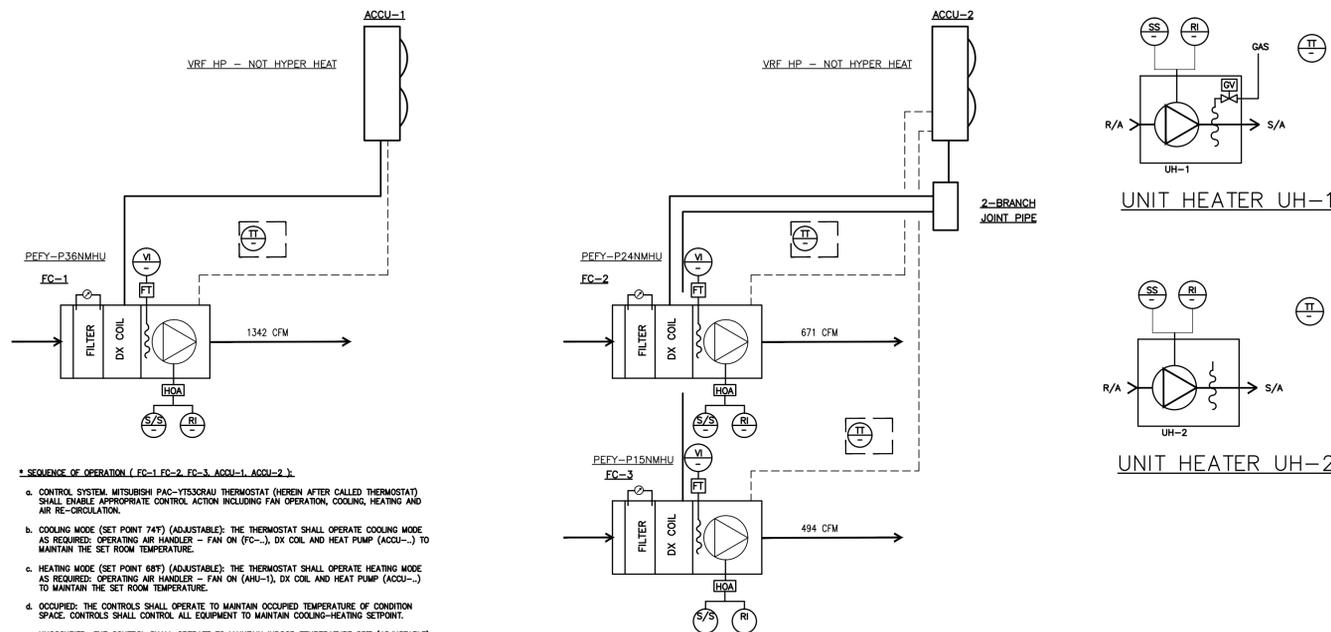 ACCU-1
VRF HP - NOT HYPER HEAT
TT
-
PEFY-P36NMHU
FC-1
VI
-
FT
FILTER
DX COIL
1342 CFM
HOA
S/S
-
RI
-
ACCU-2
VRF HP - NOT HYPER HEAT
2-BRANCH
JOINT PIPE
TT
-
PEFY-P24NMHU
FC-2
VI
-
FT
FILTER
DX COIL
671 CFM
HOA
S/S
-
RI
-
TT
-
PEFY-P15NMHU
FC-3
VI
-
FT
FILTER
DX COIL
494 CFM
HOA
S/S
-
RI
-
SS
-
RI
-
GAS
TT
-
GV
R/A
S/A
UH-1
UNIT HEATER UH-1
SS
-
RI
-
TT
-
R/A
S/A
UH-2
UNIT HEATER UH-2
* SEQUENCE OF OPERATION ( FC-1 FC-2, FC-3, ACCU-1, ACCU-2 ):
a. CONTROL SYSTEM. MITSUBISHI PAC-YT53CRAU THERMOSTAT (HEREIN AFTER CALLED THERMOSTAT)
SHALL ENABLE APPROPRIATE CONTROL ACTION INCLUDING FAN OPERATION, COOLING, HEATING AND
AIR RE-CIRCULATION.
b. COOLING MODE (SET POINT 74°F) (ADJUSTABLE): THE THERMOSTAT SHALL OPERATE COOLING MODE
AS REQUIRED: OPERATING AIR HANDLER - FAN ON (FC-..), DX COIL AND HEAT PUMP (ACCU-..) TO
MAINTAIN THE SET ROOM TEMPERATURE.
c. HEATING MODE (SET POINT 68°F) (ADJUSTABLE): THE THERMOSTAT SHALL OPERATE HEATING MODE
AS REQUIRED: OPERATING AIR HANDLER - FAN ON (AHU-1), DX COIL AND HEAT PUMP (ACCU-..)
TO MAINTAIN THE SET ROOM TEMPERATURE.
d. OCCUPIED: THE CONTROLS SHALL OPERATE TO MAINTAIN OCCUPIED TEMPERATURE OF CONDITION
SPACE. CONTROLS SHALL CONTROL ALL EQUIPMENT TO MAINTAIN COOLING-HEATING SETPOINT.